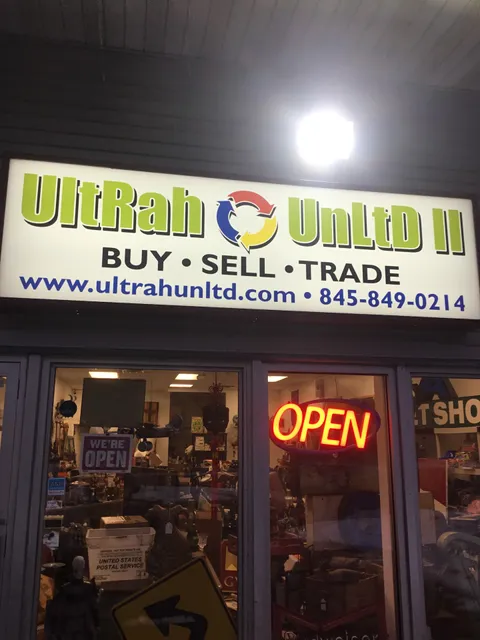 UltRah UnLtD II
BUY • SELL • TRADE
www.ultrahunltd.com • 845-849-0214
OPEN
WE'RE
OPEN
UNITED STATES
POSTAL SERVICE